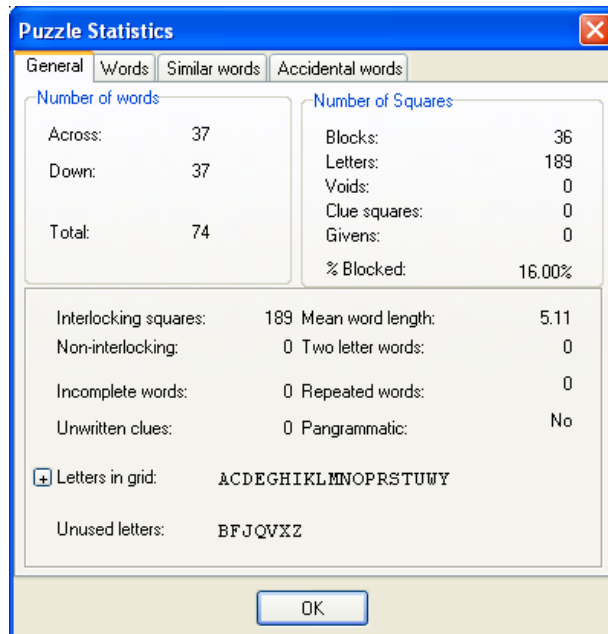 Puzzle Statistics
General Words Similar words Accidental words
Number of words
Across: 37
Down: 37
Total: 74
Number of Squares
Blocks: 36
Letters: 189
Voids: 0
Clue squares: 0
Givens: 0
% Blocked: 16.00%
Interlocking squares: 189 Mean word length: 5.11
Non-interlocking: 0 Two letter words: 0
Incomplete words: 0 Repeated words: 0
Unwritten clues: 0 Pangrammatic: No
Letters in grid: ACDEGHIKLMNOPRSTUWY
Unused letters: BFJQVXZ
OK